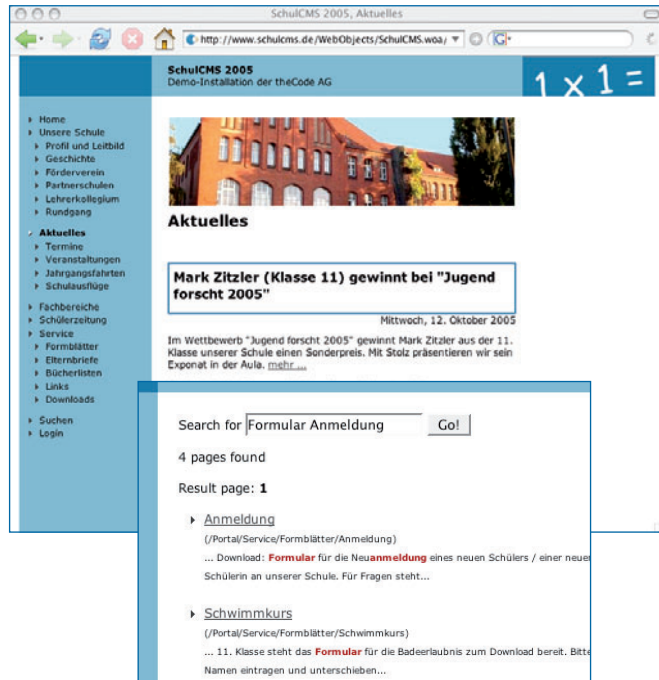 SchulCMS 2005, Aktuelles
http://www.schulcms.de/WebObjects/SchulCMS.woa/
G
SchulCMS 2005
Demo-Installation der theCode AG
1 x 1 =
Home
Unsere Schule
Profil und Leitbild
Geschichte
Förderverein
Partnerschulen
Lehrerkollegium
Rundgang
Aktuelles
Termine
Veranstaltungen
Jahrgangsfahrten
Schulausflüge
Fachbereiche
Schülerzeitung
Service
Formblätter
Elternbriefe
Bücherlisten
Links
Downloads
Suchen
Login
Aktuelles
Mark Zitzler (Klasse 11) gewinnt bei "Jugend
forscht 2005"
Mittwoch, 12. Oktober 2005
Im Wettbewerb "Jugend forscht 2005" gewinnt Mark Zitzler aus der 11.
Klasse unserer Schule einen Sonderpreis. Mit Stolz präsentieren wir sein
Exponat in der Aula. mehr ...
Search for Formular Anmeldung Go!
4 pages found
Result page: 1
Anmeldung
(/Portal/Service/Formblätter/Anmeldung)
... Download: Formular für die Neuanmeldung eines neuen Schülers / einer neuen
Schülerin an unserer Schule. Für Fragen steht...
Schwimmkurs
(/Portal/Service/Formblätter/Schwimmkurs)
... 11. Klasse steht das Formular für die Badeerlaubnis zum Download bereit. Bitte
Namen eintragen und unterschieben...